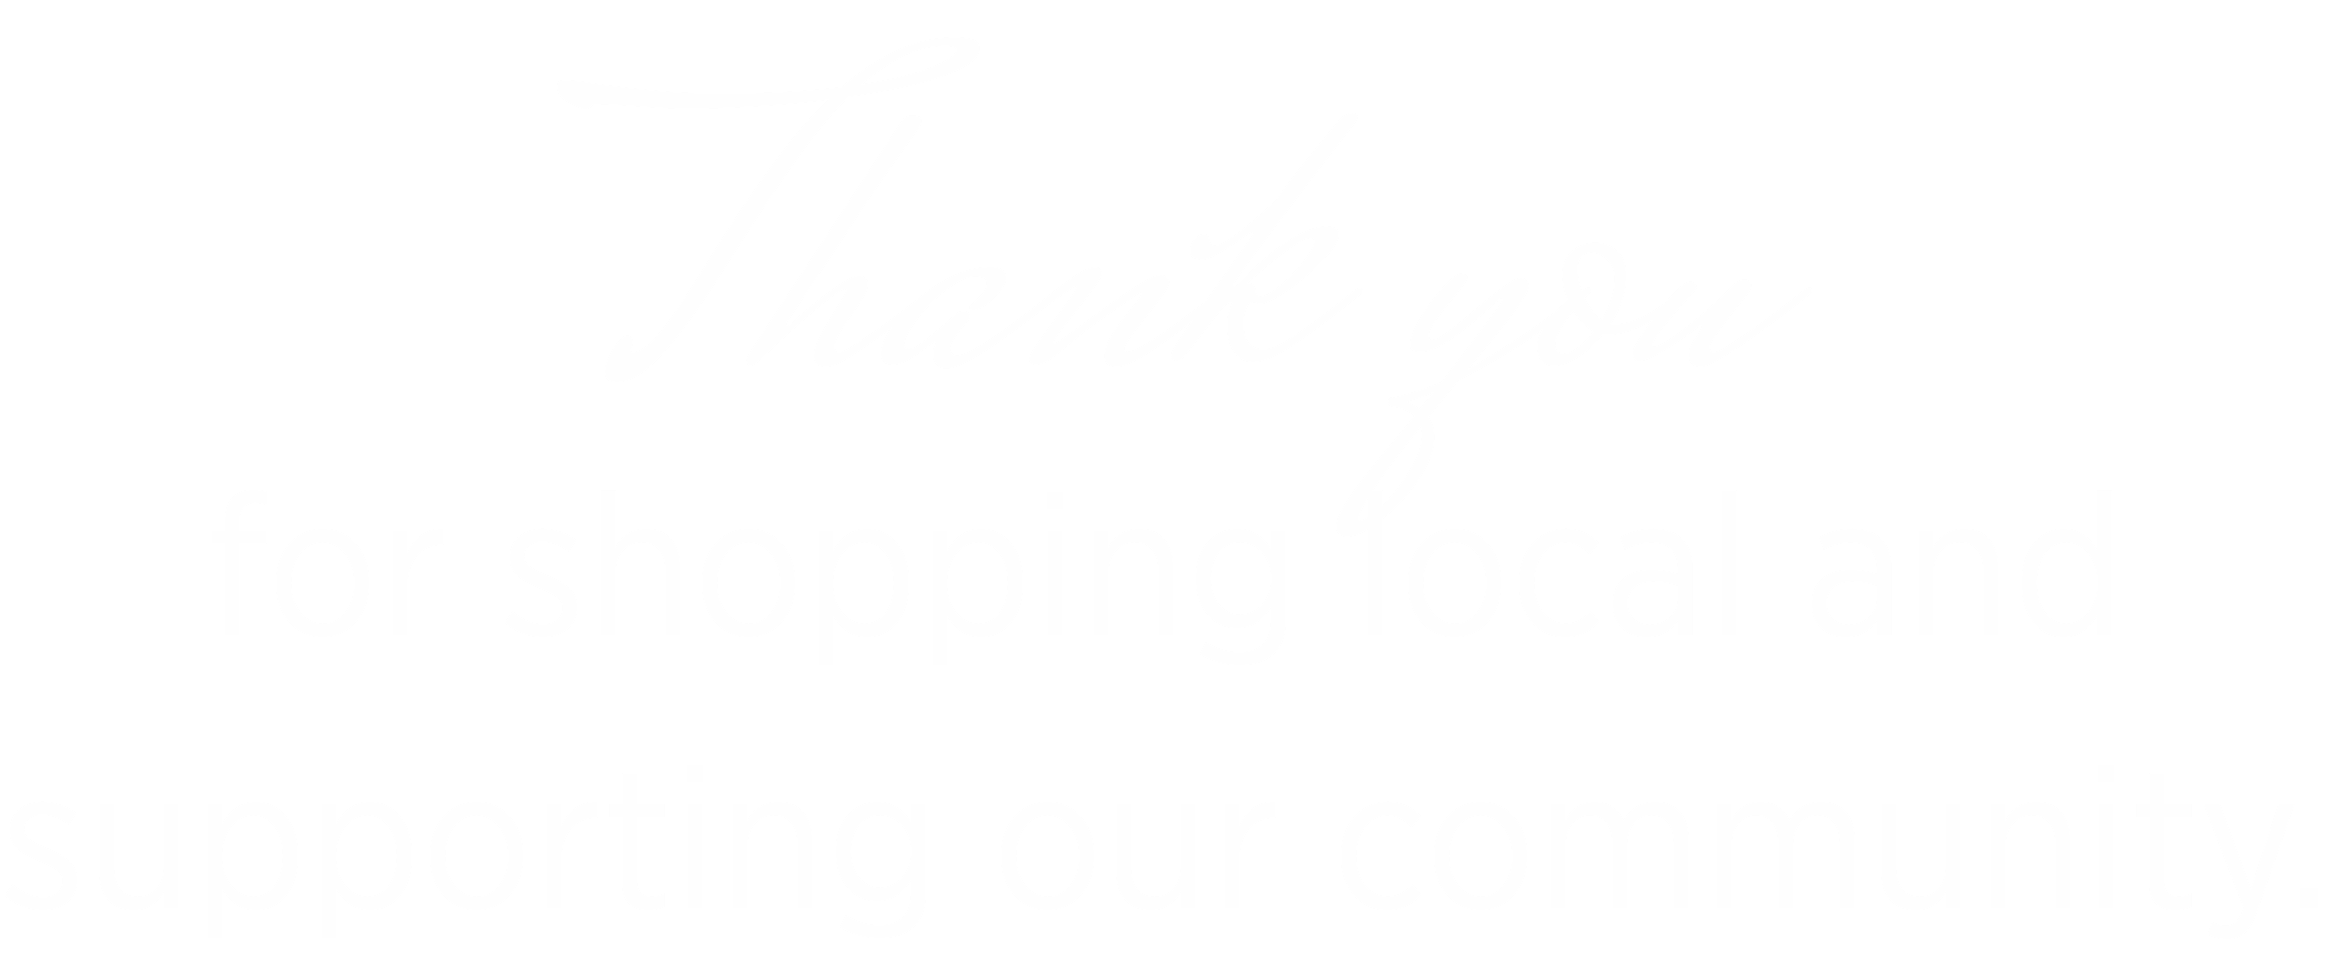 Thank you
for shopping local and
supporting our community.